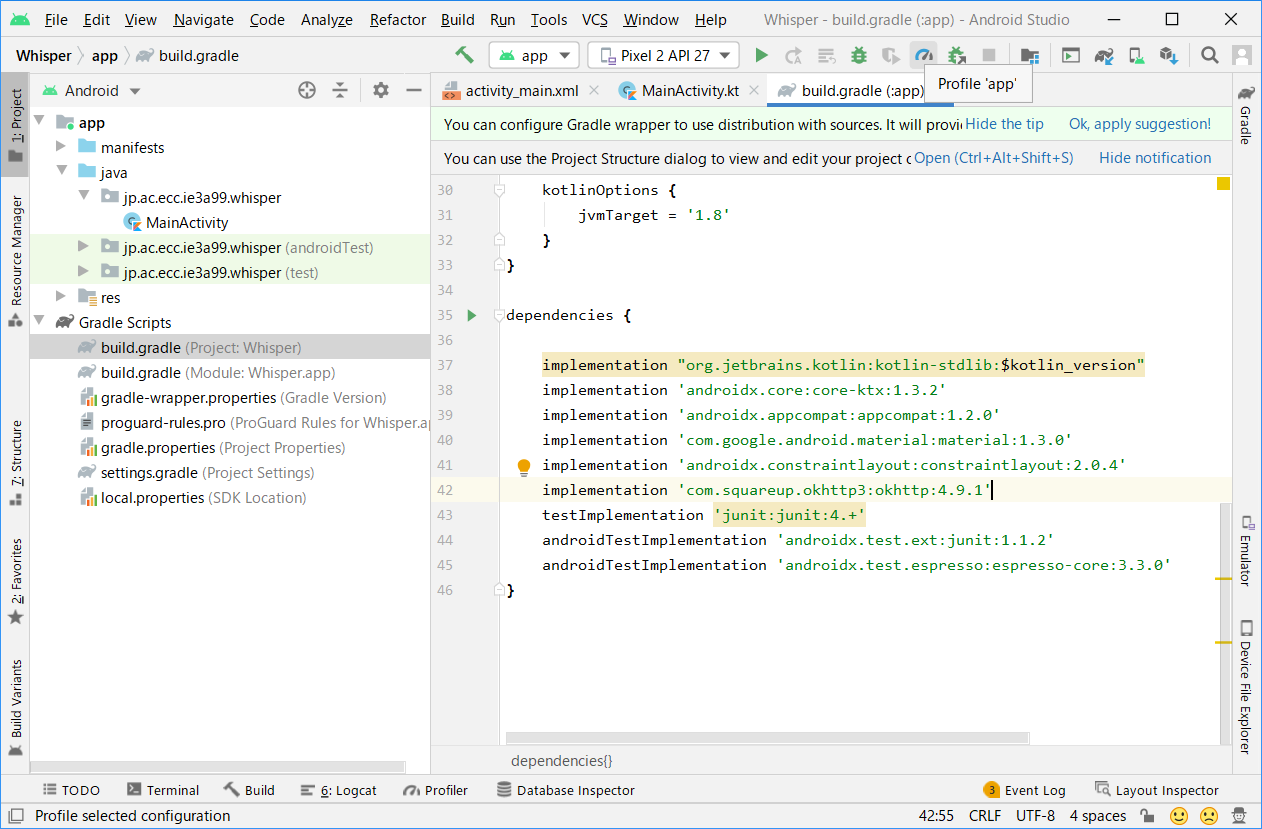 File Edit View Navigate Code Analyze Refactor Build Run Tools VCS Window Help Whisper - build.gradle (:app) - Android Studio
Whisper app build.gradle app Pixel 2 API 27
Profile 'app'
Android
activity_main.xml MainActivity.kt build.gradle (:app)
You can configure Gradle wrapper to use distribution with sources. It will provi Hide the tip Ok, apply suggestion!
You can use the Project Structure dialog to view and edit your project c Open (Ctrl+Alt+Shift+S) Hide notification
1: Project
Resource Manager
7: Structure
2: Favorites
Build Variants
app
manifests
java
jp.ac.ecc.ie3a99.whisper
MainActivity
jp.ac.ecc.ie3a99.whisper (androidTest)
jp.ac.ecc.ie3a99.whisper (test)
res
Gradle Scripts
build.gradle (Project: Whisper)
build.gradle (Module: Whisper.app)
gradle-wrapper.properties (Gradle Version)
proguard-rules.pro (ProGuard Rules for Whisper.ap
gradle.properties (Project Properties)
settings.gradle (Project Settings)
local.properties (SDK Location)
30 kotlinOptions {
31 jvmTarget = '1.8'
32 }
33 }
34
35 dependencies {
36
37 implementation "org.jetbrains.kotlin:kotlin-stdlib:$kotlin_version"
38 implementation 'androidx.core:core-ktx:1.3.2'
39 implementation 'androidx.appcompat:appcompat:1.2.0'
40 implementation 'com.google.android.material:material:1.3.0'
41 implementation 'androidx.constraintlayout:constraintlayout:2.0.4'
42 implementation 'com.squareup.okhttp3:okhttp:4.9.1'
43 testImplementation 'junit:junit:4.+'
44 androidTestImplementation 'androidx.test.ext:junit:1.1.2'
45 androidTestImplementation 'androidx.test.espresso:espresso-core:3.3.0'
46 }
dependencies{}
Gradle
Emulator
Device File Explorer
TODO Terminal Build 6: Logcat Profiler Database Inspector 3 Event Log Layout Inspector
Profile selected configuration 42:55 CRLF UTF-8 4 spaces